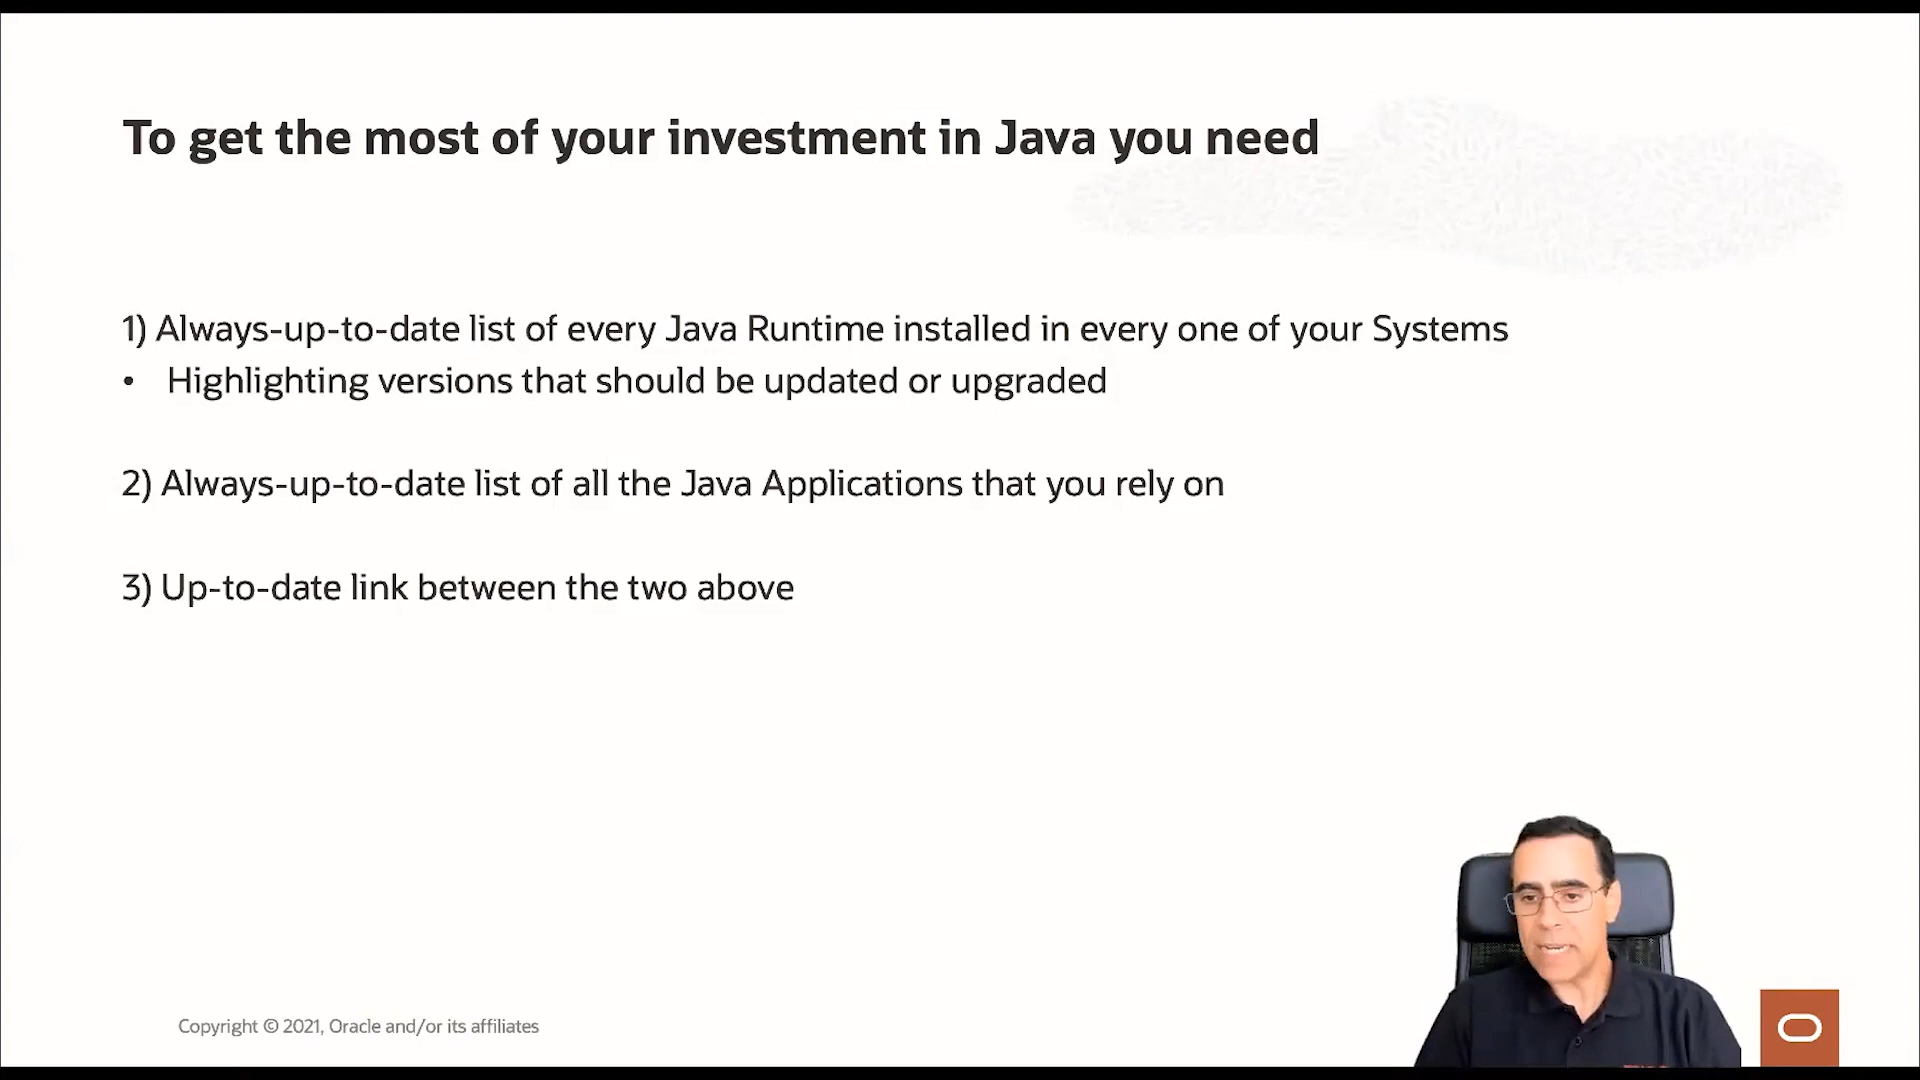 To get the most of your investment in Java you need
1) Always-up-to-date list of every Java Runtime installed in every one of your Systems
• Highlighting versions that should be updated or upgraded
2) Always-up-to-date list of all the Java Applications that you rely on
3) Up-to-date link between the two above
Copyright © 2021, Oracle and/or its affiliates